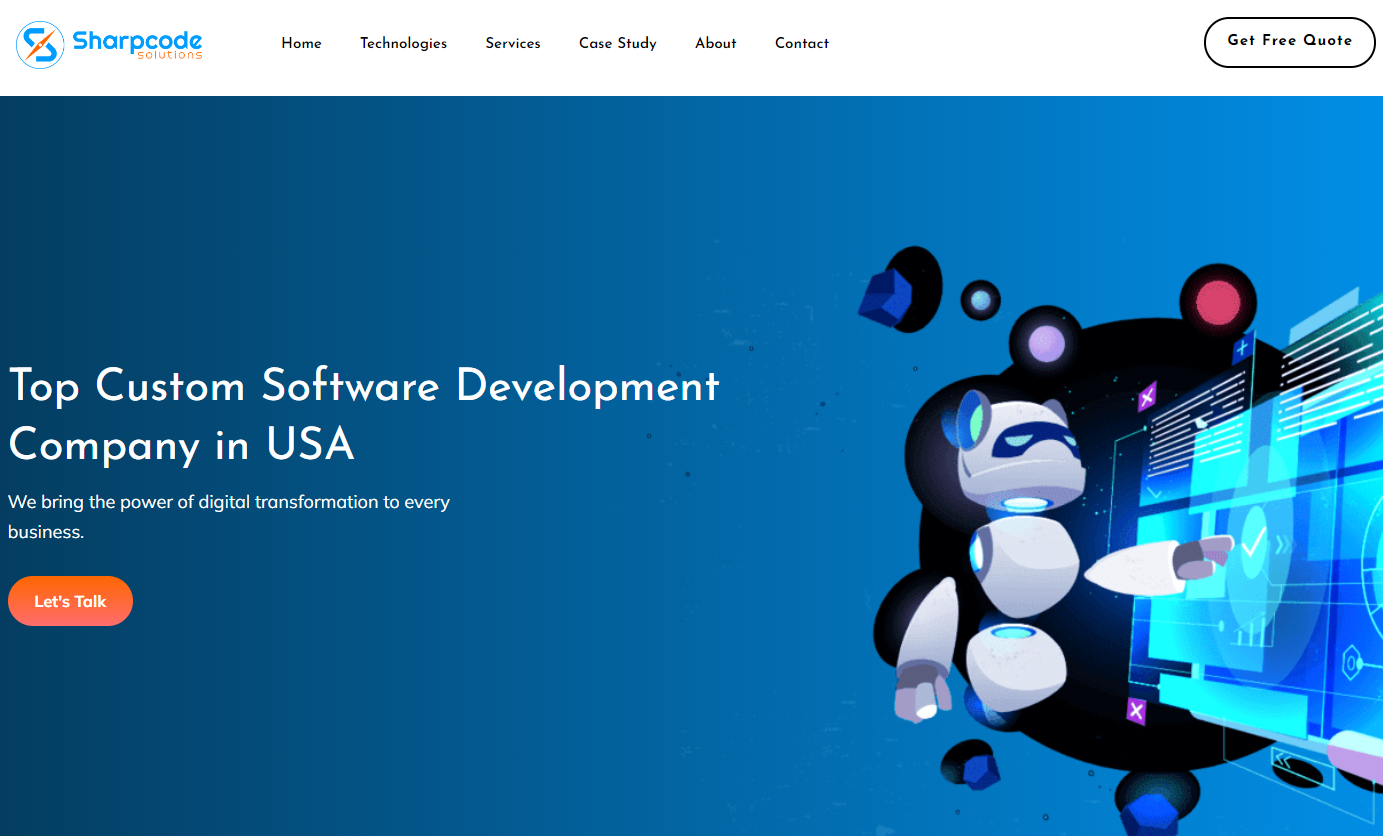 Sharpcode
solutions
Home
Technologies
Services
Case Study
About
Contact
Get Free Quote
Top Custom Software Development
Company in USA
We bring the power of digital transformation to every
business.
Let's Talk